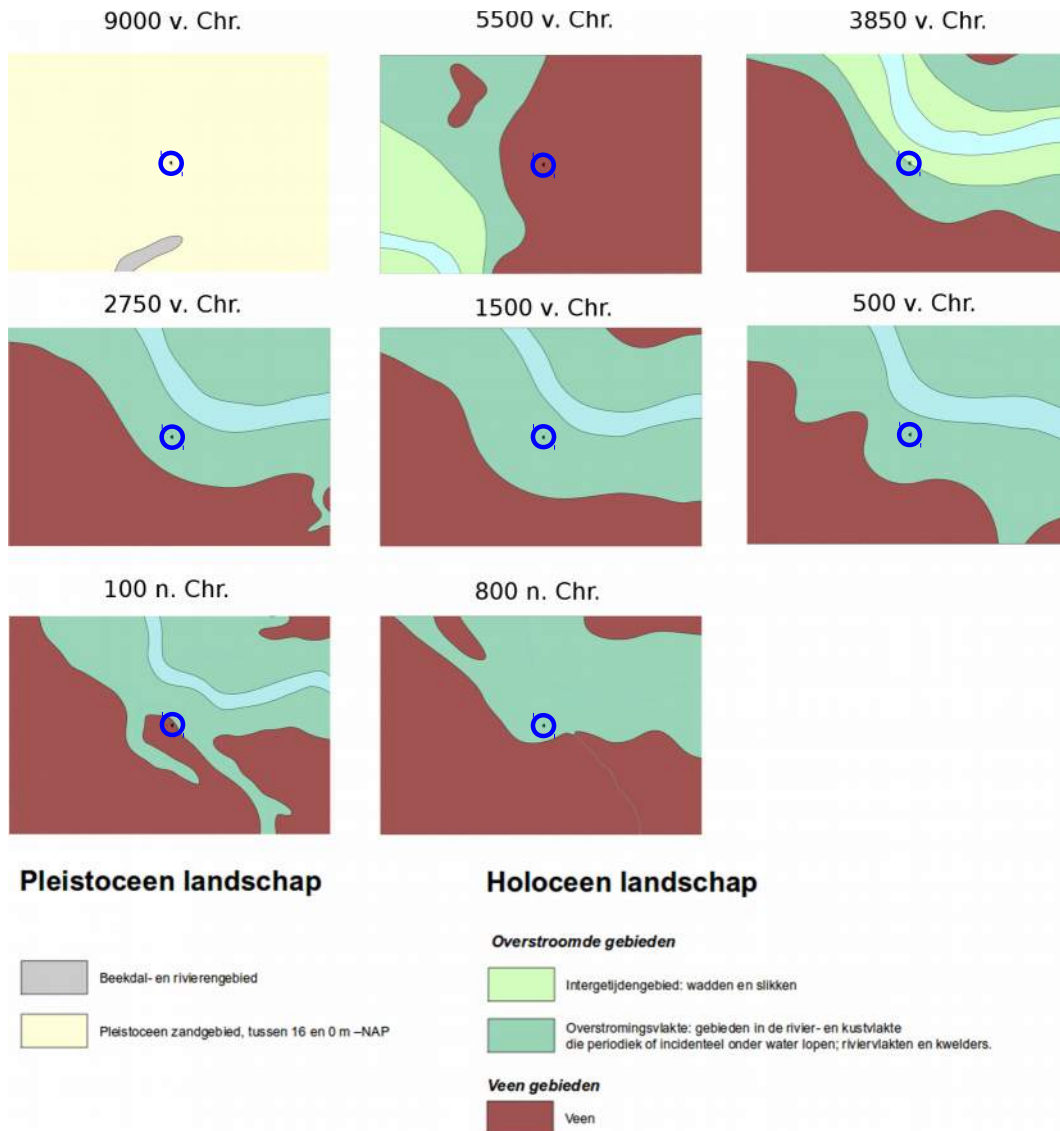 9000 v. Chr.
5500 v. Chr.
3850 v. Chr.
2750 v. Chr.
1500 v. Chr.
500 v. Chr.
100 n. Chr.
800 n. Chr.
Pleistoceen landschap
Beekdal- en rivierengebied
Pleistoceen zandgebied, tussen 16 en 0 m –NAP
Holoceen landschap
Overstroomde gebieden
Intergetijdengebied: wadden en slikken
Overstromingsvlakte: gebieden in de rivier- en kustvlakte
die periodiek of incidenteel onder water lopen; riviervlakten en kwelders.
Veen gebieden
Veen